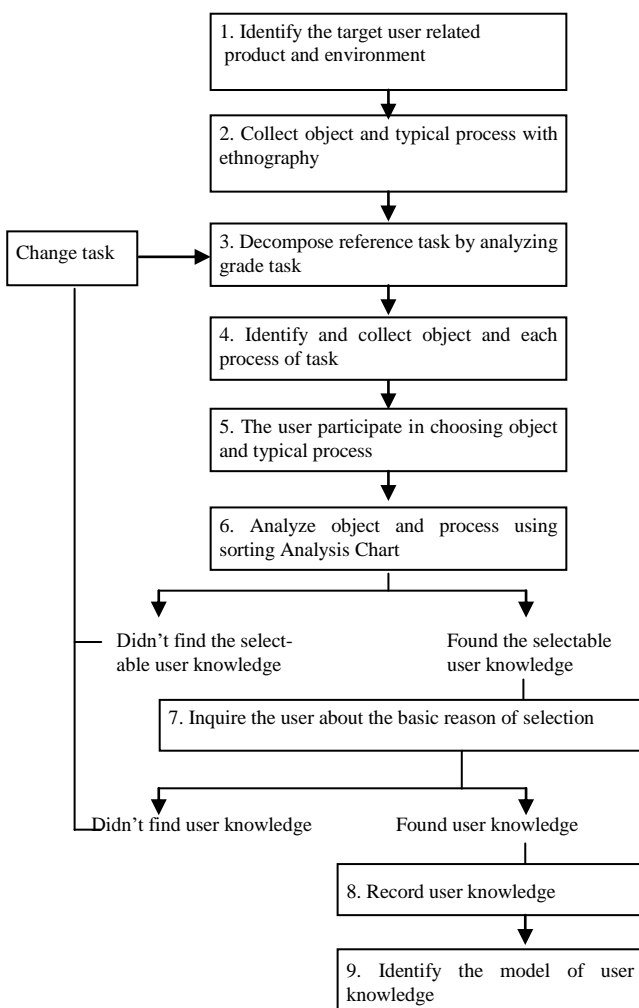 1. Identify the target user related
product and environment
2. Collect object and typical process with
ethnography
Change task
3. Decompose reference task by analyzing
grade task
4. Identify and collect object and each
process of task
5. The user participate in choosing object
and typical process
6. Analyze object and process using
sorting Analysis Chart
Didn't find the select-
able user knowledge
Found the selectable
user knowledge
7. Inquire the user about the basic reason of selection
Didn't find user knowledge
Found user knowledge
8. Record user knowledge
9. Identify the model of user
knowledge